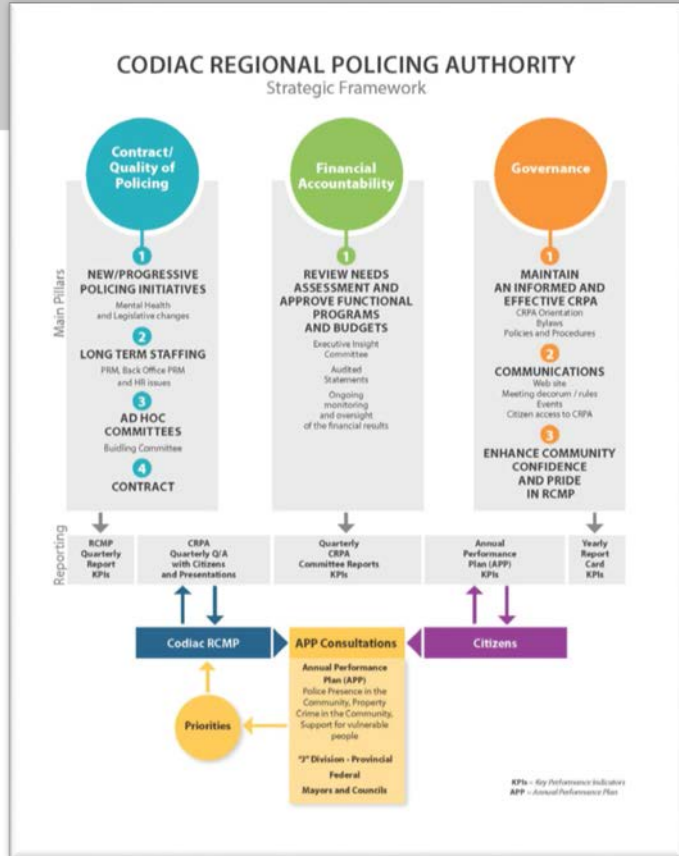 CODIAC REGIONAL POLICING AUTHORITY
Strategic Framework
Main Pillars
Contract/
Quality of
Policing
1
NEW/PROGRESSIVE
POLICING INITIATIVES
Mental Health
and Legislative changes
2
LONG TERM STAFFING
PRM, Back Office PRM
and HR issues
3
AD HOC
COMMITTEES
Buidling Committee
4
CONTRACT
Financial
Accountability
1
REVIEW NEEDS
ASSESSMENT AND
APPROVE FUNCTIONAL
PROGRAMS
AND BUDGETS
Executive Insight
Committee
Audited
Statements
Ongoing
monitoring
and oversight
of the financial results
Governance
1
MAINTAIN
AN INFORMED AND
EFFECTIVE CRPA
CRPA Orientation
Bylaws
Policies and Procedures
2
COMMUNICATIONS
Web site
Meeting decorum / rules
Events
Citizen access to CRPA
3
ENHANCE COMMUNITY
CONFIDENCE
AND PRIDE
IN RCMP
Reporting
RCMP
Quarterly
Report
KPIs
CRPA
Quarterly Q/A
with Citizens
and Presentations
Quarterly
CRPA
Committee Reports
KPIs
Annual
Performance
Plan (APP)
KPIs
Yearly
Report
Card
KPIs
Codiac RCMP
APP Consultations
Citizens
Priorities
Annual Performance
Plan (APP)
Police Presence in the
Community, Property
Crime in the Community,
Support for vulnerable
people
"J" Division - Provincial
Federal
Mayors and Councils
KPIs – Key Performance Indicators
APP – Annual Performance Plan